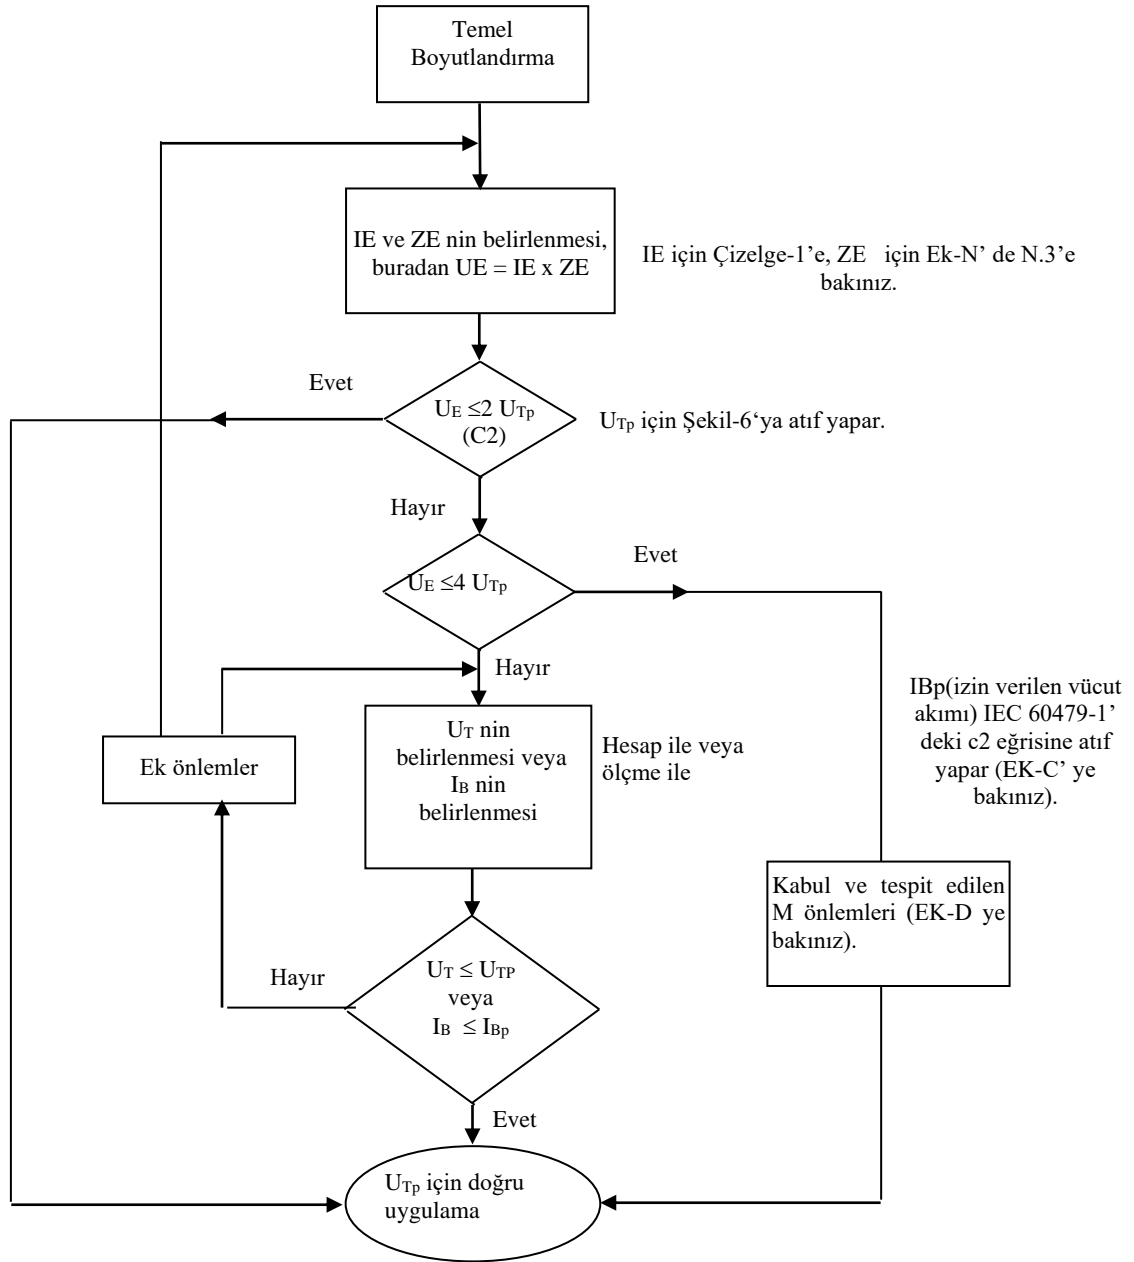 Temel
Boyutlandırma
IE ve ZE nin belirlenmesi,
buradan UE = IE x ZE
IE için Çizelge-1’e, ZE için Ek-N’ de N.3’e
bakınız.
Evet
UE ≤2 UTp
(C2)
UTp için Şekil-6‘ya atıf yapar.
Hayır
Evet
UE ≤4 UTp
Hayır
IBp(izin verilen vücut
akımı) IEC 60479-1’
deki c2 eğrisine atıf
yapar (EK-C’ ye
bakınız).
Ek önlemler
UT nin
belirlenmesi veya
IB nin
belirlenmesi
Hesap ile veya
ölçme ile
Kabul ve tespit edilen
M önlemleri (EK-D ye
bakınız).
Hayır
UT ≤ UTP
veya
IB ≤ IBp
Evet
UTp için doğru
uygulama